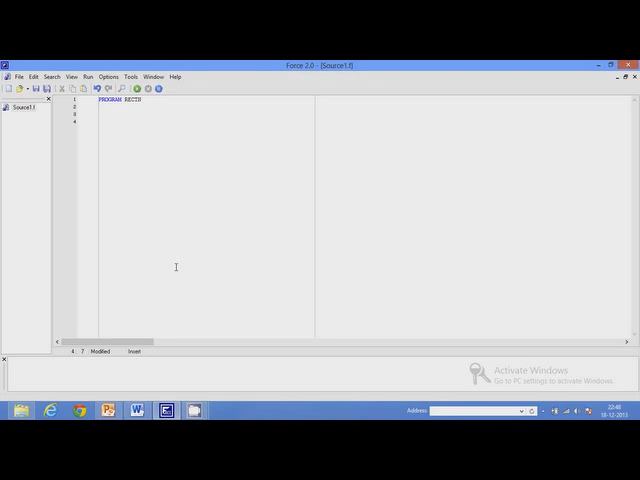 Force 2.0 - [Source1.f]
File Edit Search View Run Options Tools Window Help
Source1.f
1 PROGRAM RECTN
2
3
4
4 7 Modified Insert
Activate Windows
Go to PC settings to activate Windows.
Address
22:48
18-12-2013